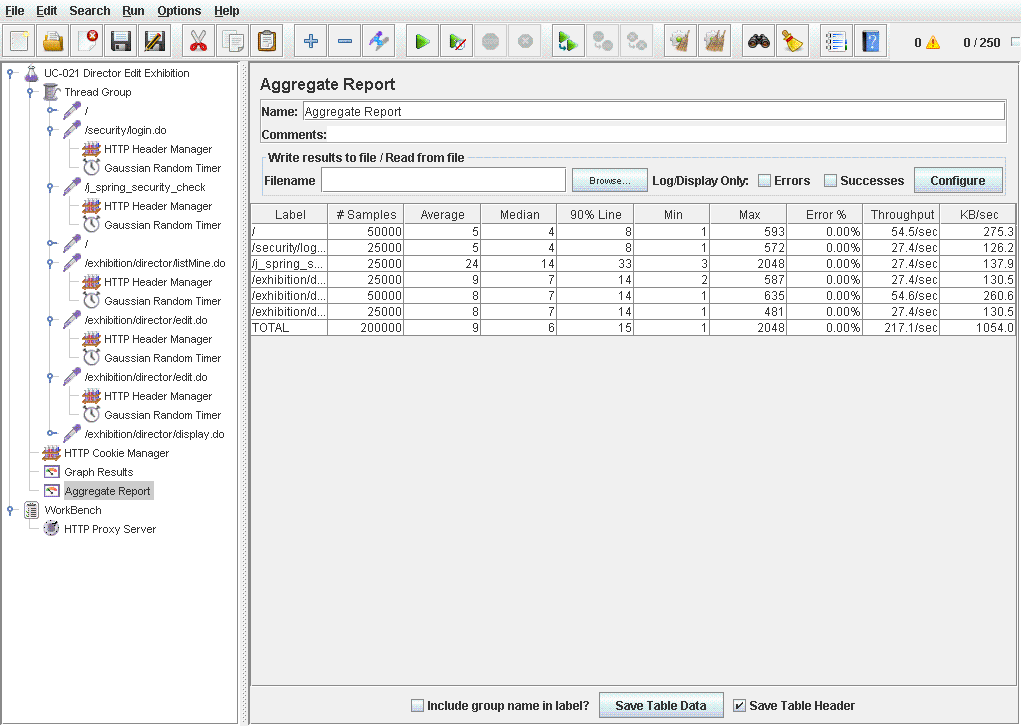 File Edit Search Run Options Help
0 0 / 250
UC-021 Director Edit Exhibition
Thread Group
/
/security/login.do
HTTP Header Manager
Gaussian Random Timer
/j_spring_security_check
HTTP Header Manager
Gaussian Random Timer
/
/exhibition/director/listMine.do
HTTP Header Manager
Gaussian Random Timer
/exhibition/director/edit.do
HTTP Header Manager
Gaussian Random Timer
/exhibition/director/edit.do
HTTP Header Manager
Gaussian Random Timer
/exhibition/director/display.do
HTTP Cookie Manager
Graph Results
Aggregate Report
WorkBench
HTTP Proxy Server
Aggregate Report
Name: Aggregate Report
Comments:
Write results to file / Read from file
Filename Browse... Log/Display Only: Errors Successes Configure
Label # Samples Average Median 90% Line Min Max Error % Throughput KB/sec
/ 50000 5 4 8 1 593 0.00% 54.5/sec 275.3
/security/log... 25000 5 4 8 1 572 0.00% 27.4/sec 126.2
/j_spring_s... 25000 24 14 33 3 2048 0.00% 27.4/sec 137.9
/exhibition/d... 25000 9 7 14 2 587 0.00% 27.4/sec 130.5
/exhibition/d... 50000 8 7 14 1 635 0.00% 54.6/sec 260.6
/exhibition/d... 25000 8 7 14 1 481 0.00% 27.4/sec 130.5
TOTAL 200000 9 6 15 1 2048 0.00% 217.1/sec 1054.0
Include group name in label? Save Table Data Save Table Header